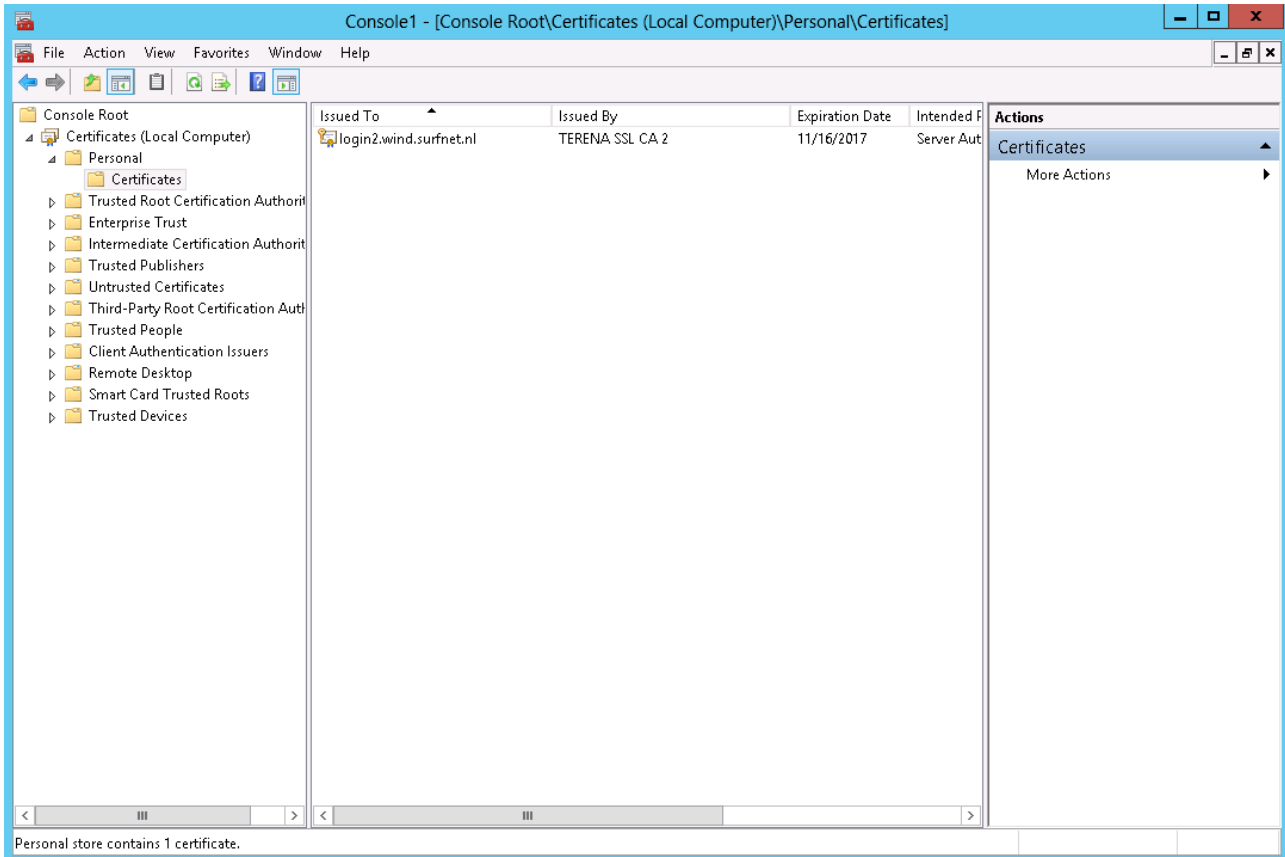 Console1 - [Console Root\Certificates (Local Computer)\Personal\Certificates]
File Action View Favorites Window Help
Console Root
Certificates (Local Computer)
Personal
Certificates
Trusted Root Certification Authorit
Enterprise Trust
Intermediate Certification Authorit
Trusted Publishers
Untrusted Certificates
Third-Party Root Certification Auth
Trusted People
Client Authentication Issuers
Remote Desktop
Smart Card Trusted Roots
Trusted Devices
Issued To Issued By Expiration Date Intended P
login2.wind.surfnet.nl TERENA SSL CA 2 11/16/2017 Server Aut
Actions
Certificates
More Actions
Personal store contains 1 certificate.